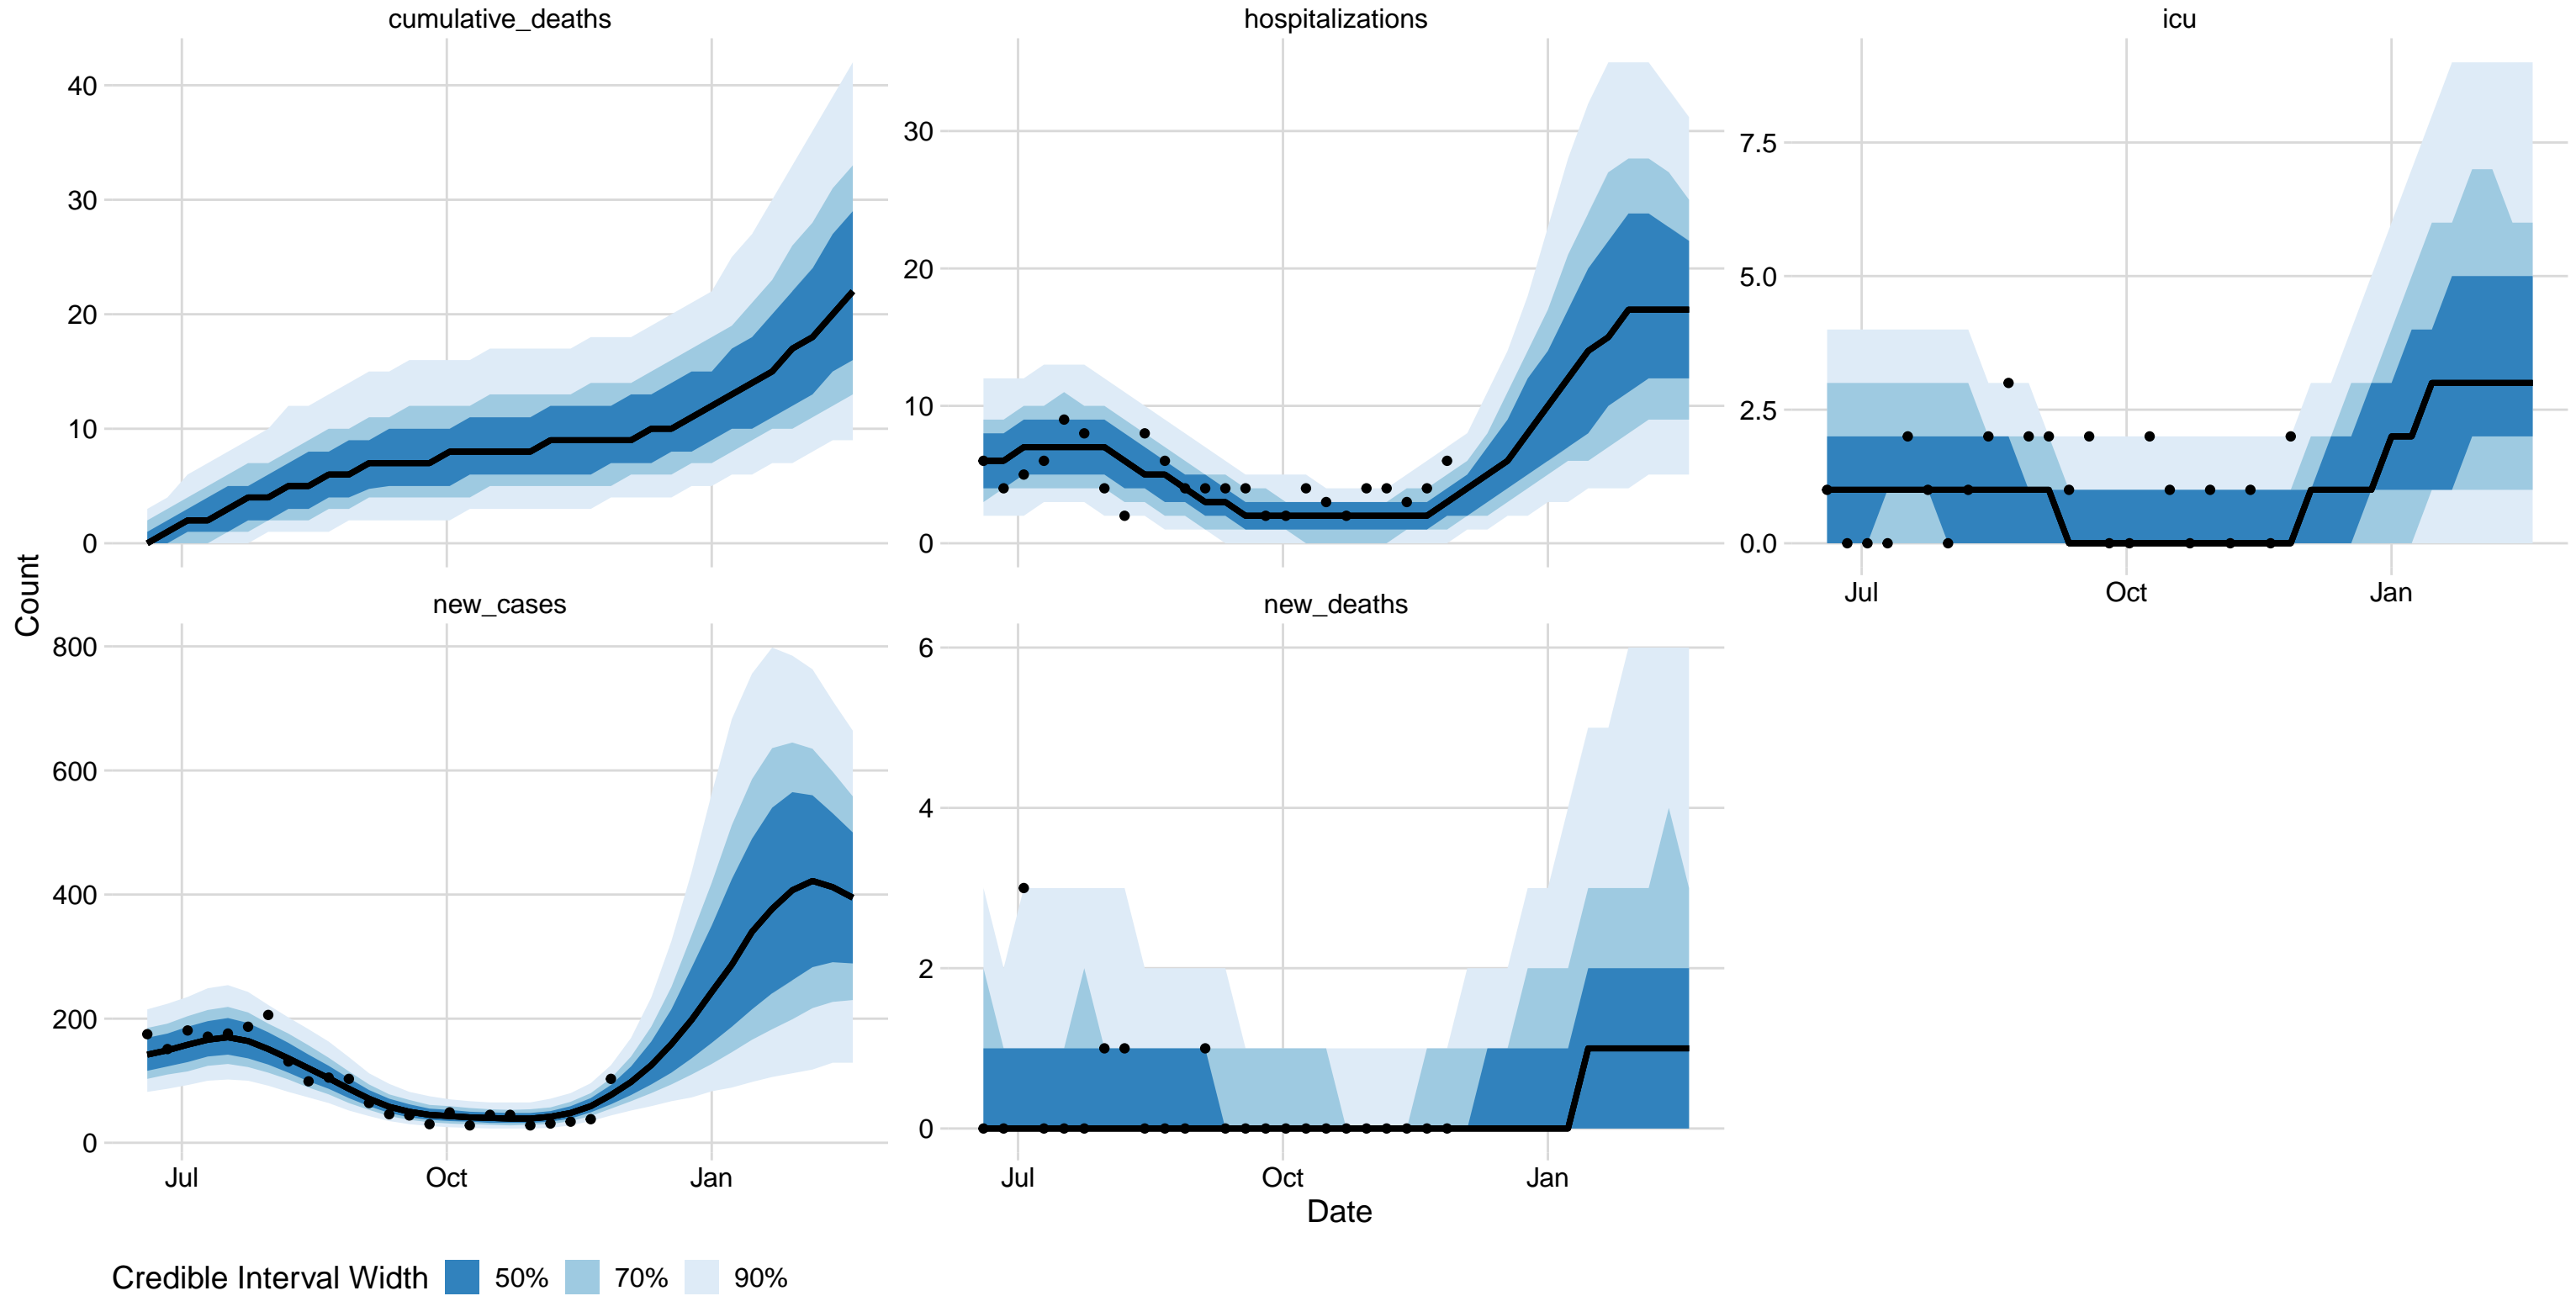 cumulative_deaths
hospitalizations
icu
40
30
20
10
0
30
20
10
0
7.5
5.0
2.5
0.0
Jul
Oct
Jan
Count
new_cases
new_deaths
800
600
400
200
0
Jul
Oct
Jan
6
4
2
0
Jul
Oct
Jan
Date
Credible Interval Width 50% 70% 90%